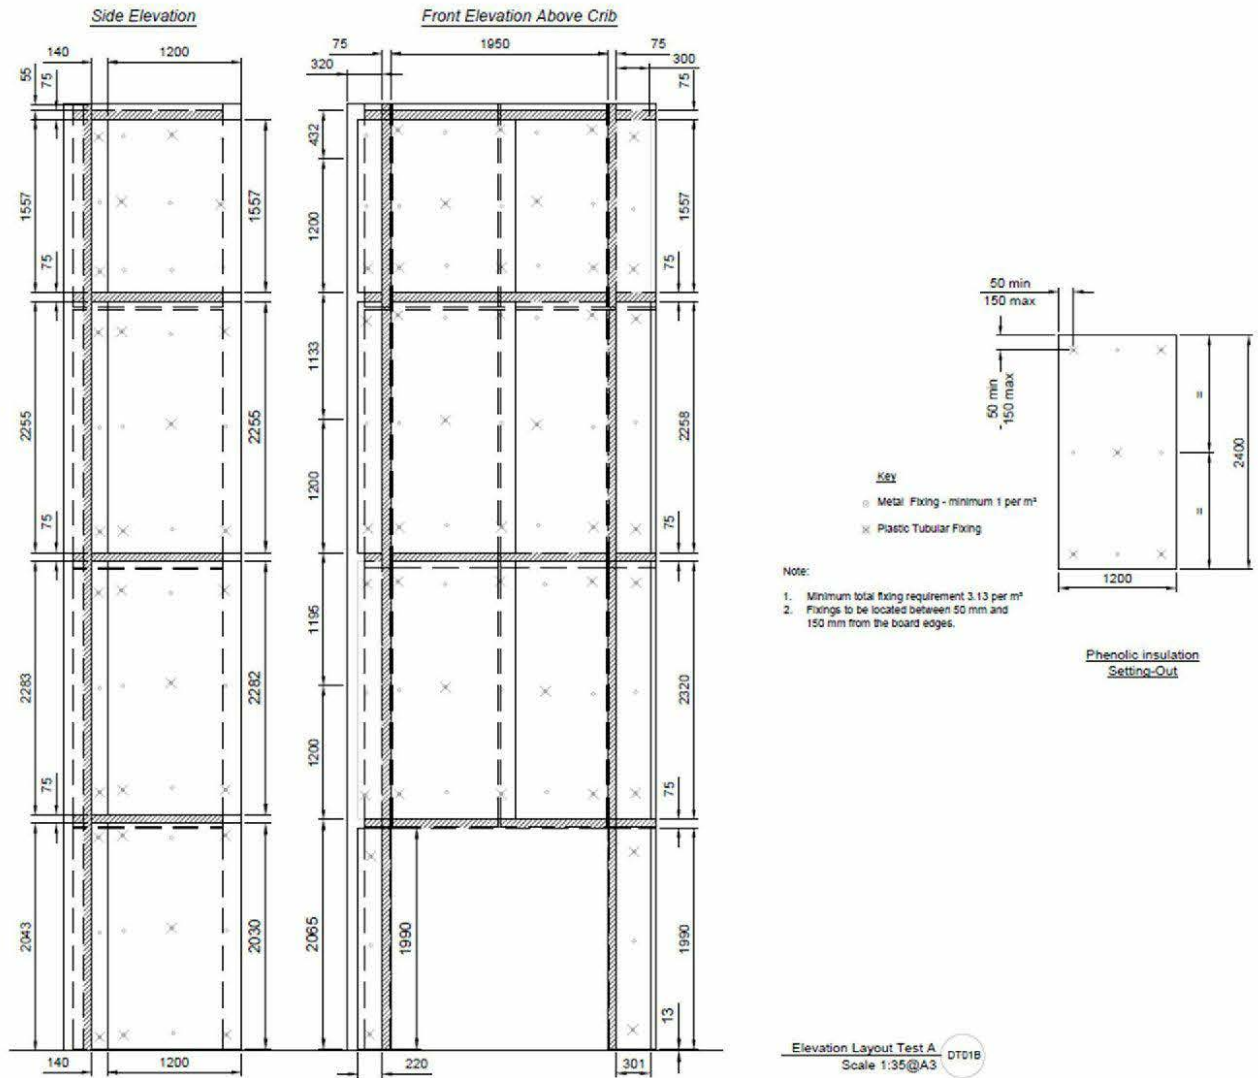 Side Elevation
Front Elevation Above Crib
140
1200
75
1950
75
320
300
55
75
75
432
1557
1557
1200
1557
75
75
50 min
150 max
50 min
150 max
1133
2255
2255
2258
=
=
2400
1200
Key
Metal Fixing - minimum 1 per m²
Plastic Tubular Fixing
75
75
1200
Note:
1. Minimum total fixing requirement 3.13 per m²
2. Fixings to be located between 50 mm and
150 mm from the board edges.
1195
Phenolic insulation
Setting-Out
2283
2282
2320
1200
75
75
2043
2030
2065
1990
1990
13
140
1200
220
301
Elevation Layout Test A
Scale 1:35@A3
DT01B